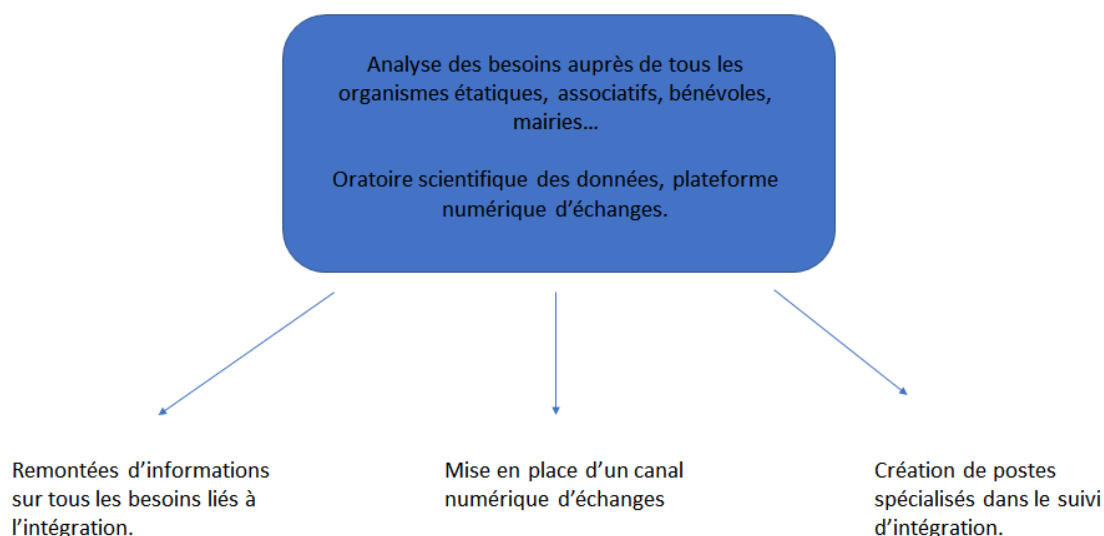 Analyse des besoins auprès de tous les
organismes étatiques, associatifs, bénévoles,
mairies…
Oratoire scientifique des données, plateforme
numérique d’échanges.
Remontées d’informations
sur tous les besoins liés à
l’intégration.
Mise en place d’un canal
numérique d’échanges
Création de postes
spécialisés dans le suivi
d’intégration.